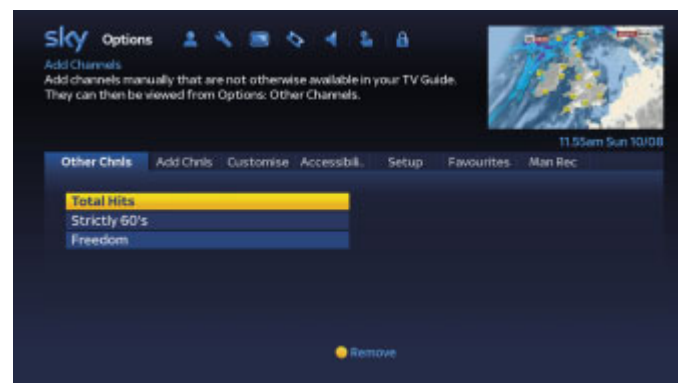 sky Options
Add Channels
Add channels manually that are not otherwise available in your TV Guide.
They can then be viewed from Options: Other Channels.
11.55am Sun 10/08
Other Chnls Add Chnls Customise Accessibili.. Setup Favourites Man Rec
Total Hits
Strictly 60's
Freedom
Remove